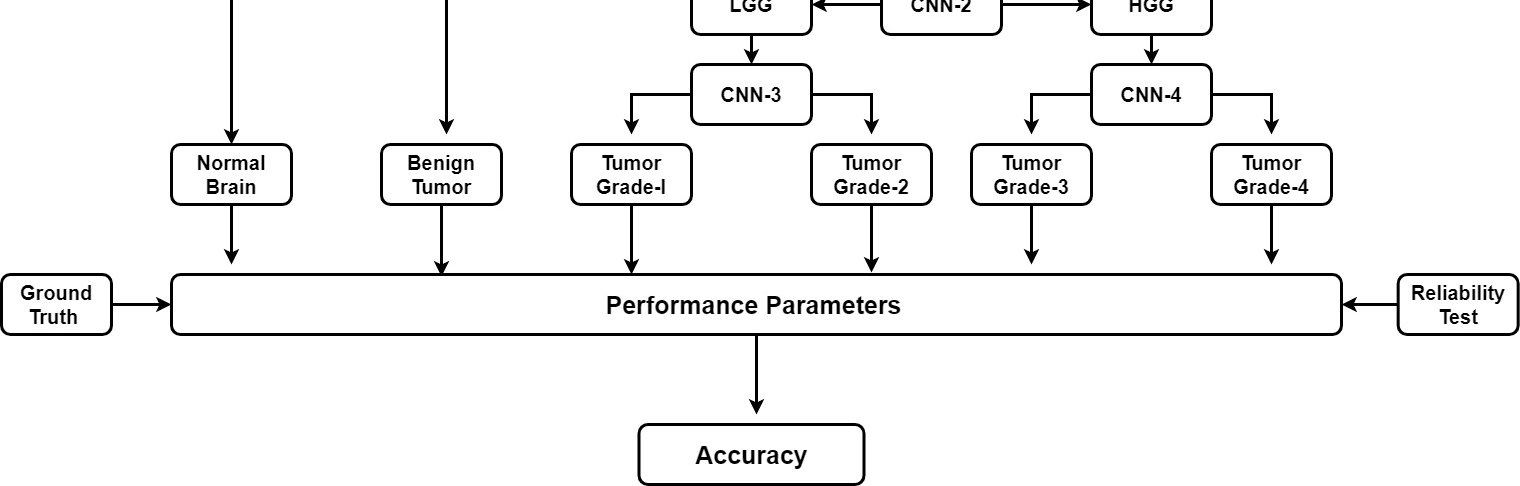 LGG
CNN-2
HGG
CNN-3
CNN-4
Normal
Brain
Benign
Tumor
Tumor
Grade-I
Tumor
Grade-2
Tumor
Grade-3
Tumor
Grade-4
Ground
Truth
Performance Parameters
Reliability
Test
Accuracy